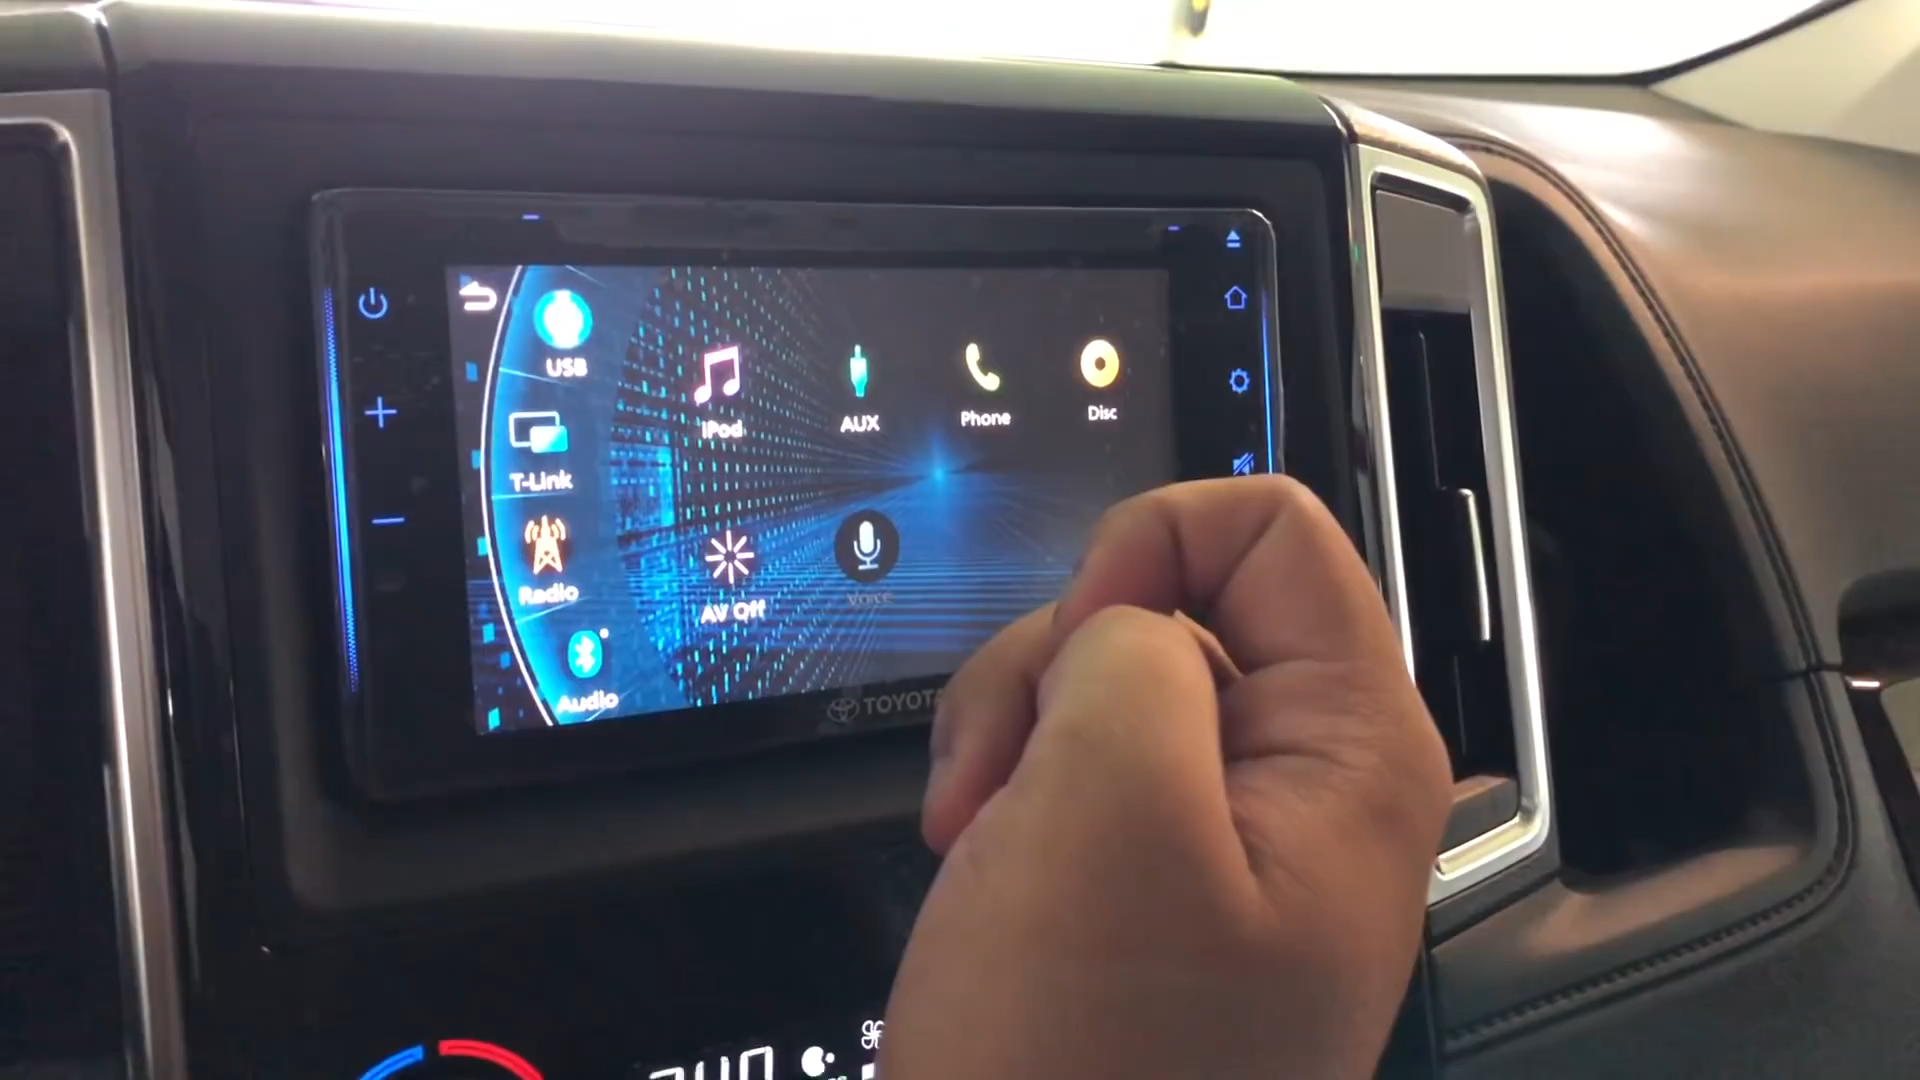 USB
iPod
AUX
Phone
Disc
T-Link
Radio
AV Off
Voice
Audio
TOYOTA